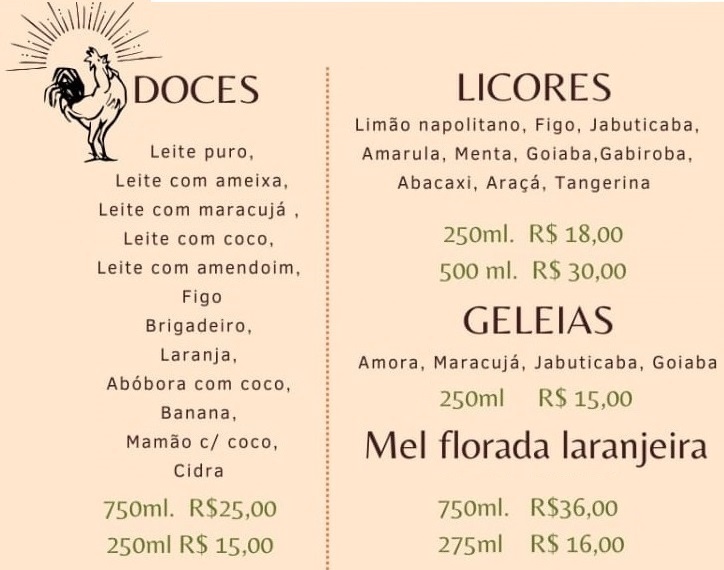 DOCES
Leite puro,
Leite com ameixa,
Leite com maracujá ,
Leite com coco,
Leite com amendoim,
Figo
Brigadeiro,
Laranja,
Abóbora com coco,
Banana,
Mamão c/ coco,
Cidra
750ml. R$25,00
250ml R$ 15,00
LICORES
Limão napolitano, Figo, Jabuticaba,
Amarula, Menta, Goiaba,Gabiroba,
Abacaxi, Araçá, Tangerina
250ml. R$ 18,00
500 ml. R$ 30,00
GELEIAS
Amora, Maracujá, Jabuticaba, Goiaba
250ml R$ 15,00
Mel florada laranjeira
750ml. R$36,00
275ml R$ 16,00